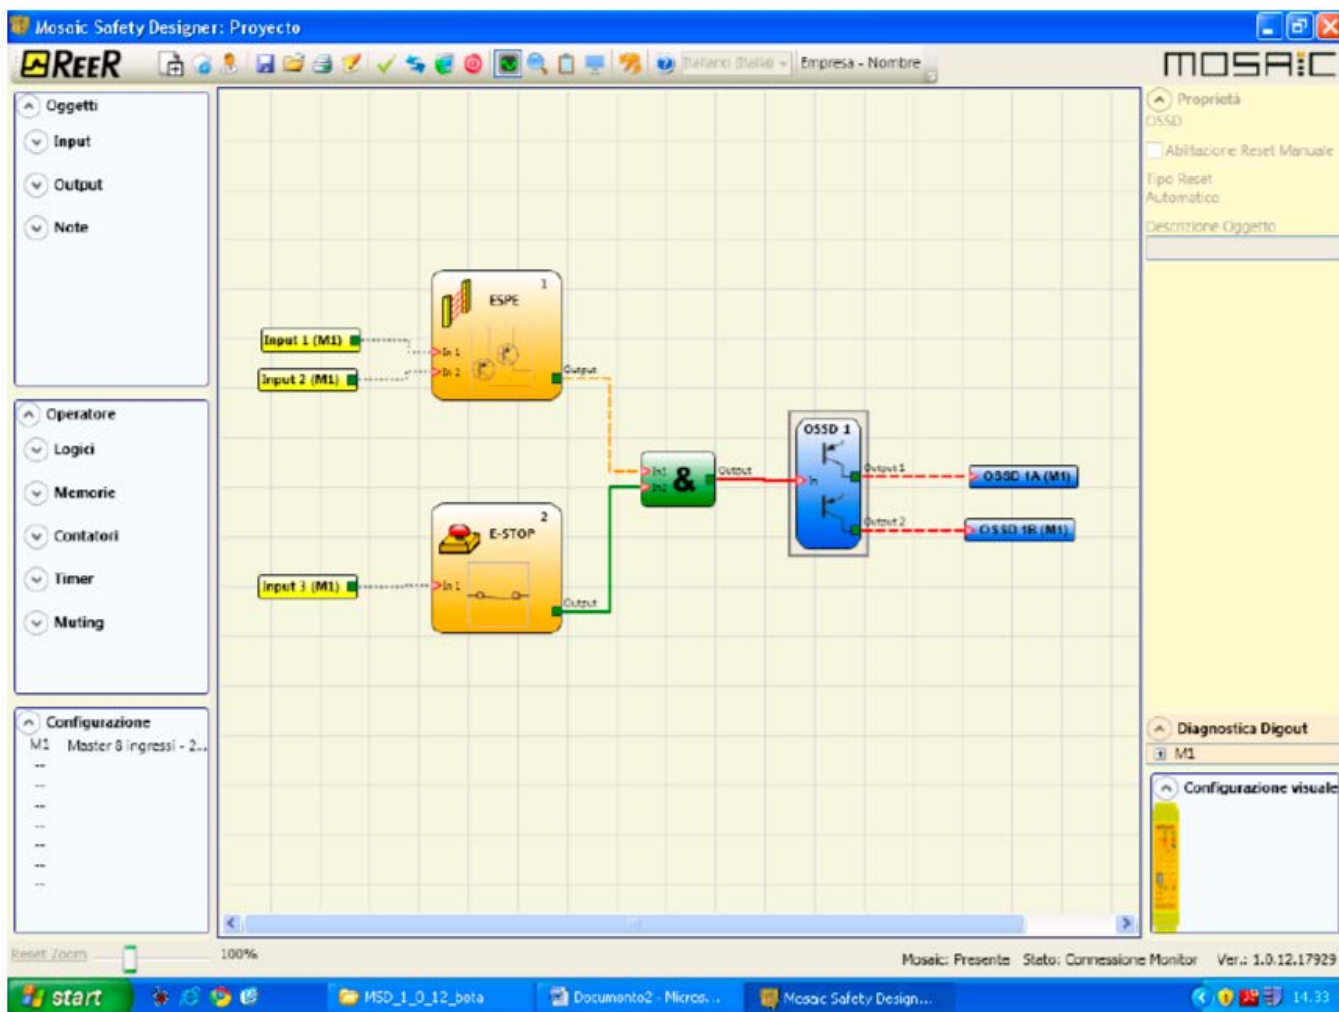 Mosaic Safety Designer: Proyecto
REER
Italiano (Italia)
Empresa - Nombre
MOSAIC
Oggetti
Input
Output
Note
Operatore
Logici
Memorie
Contatori
Timer
Muting
Configurazione
M1 Master 8 ingressi - 2...
--
--
--
--
--
--
--
1
ESPE
Input 1 (M1)
In 1
Input 2 (M1)
In 2
Output
2
E-STOP
Input 3 (M1)
In 1
Output
In1
In2
&
Output
OSSD 1
In
Output 1
OSSD 1A (M1)
Output 2
OSSD 1B (M1)
Proprietà
OSSD
Abilitazione Reset Manuale
Tipo Reset
Automatico
Descrizione Oggetto
Diagnostica Digout
M1
Configurazione visuale
Reset Zoom
100%
Mosaic: Presente Stato: Connessione Monitor Ver.: 1.0.12.17929
start
MSD_1_0_12_beta
Documento2 - Micros...
Mosaic Safety Design...
14.33